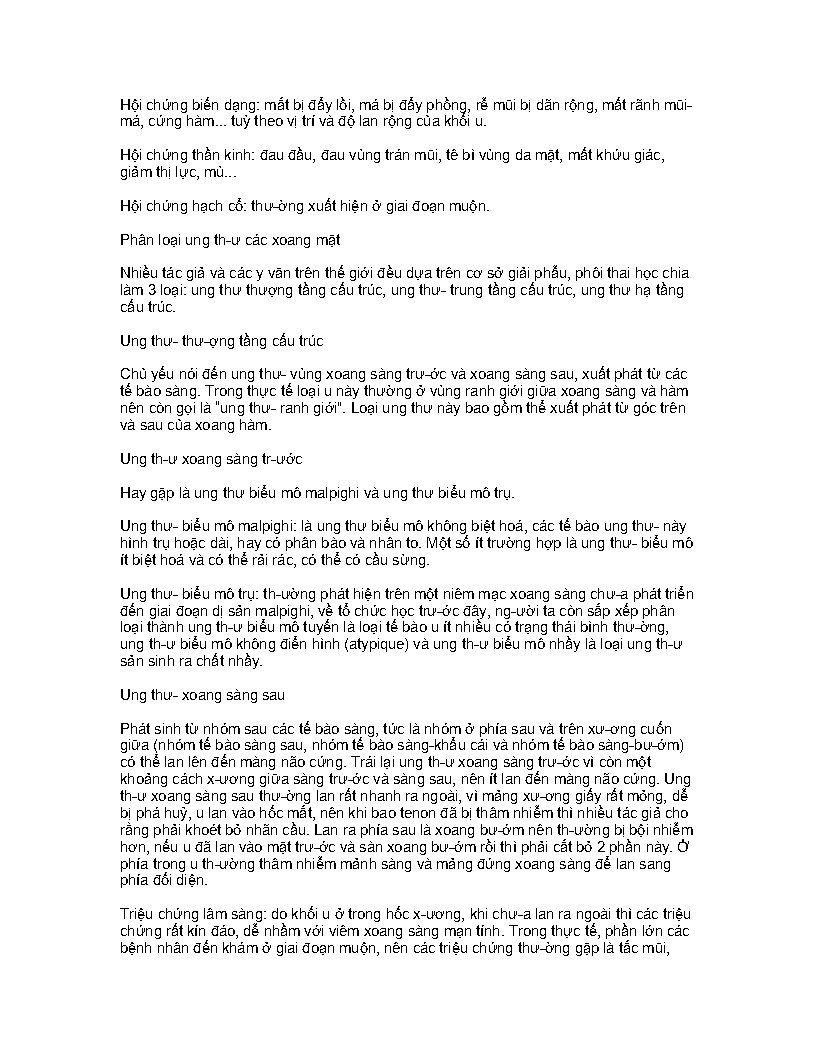 Hội chứng biến dạng: mất bị đẩy lồi, má bị đẩy phồng, rễ mũi bị dãn rộng, mất rãnh mũi-
má, cứng hàm... tuỳ theo vị trí và độ lan rộng của khối u.
Hội chứng thần kinh: đau đầu, đau vùng trán mũi, tê bì vùng da mặt, mất khứu giác,
giảm thị lực, mù...
Hội chứng hạch cổ: thư-ờng xuất hiện ở giai đoạn muộn.
Phân loại ung th-ư các xoang mặt
Nhiều tác giả và các y văn trên thế giới đều dựa trên cơ sở giải phẫu, phôi thai học chia
làm 3 loại: ung thư thượng tầng cấu trúc, ung thư- trung tầng cấu trúc, ung thư hạ tầng
cấu trúc.
Ung thư- thư-ợng tầng cấu trúc
Chủ yếu nói đến ung thư- vùng xoang sàng trư-ớc và xoang sàng sau, xuất phát từ các
tế bào sàng. Trong thực tế loại u này thường ở vùng ranh giới giữa xoang sàng và hàm
nên còn gọi là "ung thư- ranh giới". Loại ung thư này bao gồm thể xuất phát từ góc trên
và sau của xoang hàm.
Ung th-ư xoang sàng tr-ước
Hay gặp là ung thư biểu mô malpighi và ung thư biểu mô trụ.
Ung thư- biểu mô malpighi: là ung thư biểu mô không biệt hoá, các tế bào ung thư- này
hình trụ hoặc dài, hay có phân bào và nhân to. Một số ít trường hợp là ung thư- biểu mô
ít biệt hoá và có thể rải rác, có thể có cầu sừng.
Ung thư- biểu mô trụ: th-ường phát hiện trên một niêm mạc xoang sàng chư-a phát triển
đến giai đoạn dị sản malpighi, về tổ chức học trư-ớc đây, ng-ười ta còn sắp xếp phân
loại thành ung th-ư biểu mô tuyến là loại tế bào u ít nhiều có trạng thái bình thư-ờng,
ung th-ư biểu mô không điển hình (atypique) và ung th-ư biểu mô nhầy là loại ung th-ư
sản sinh ra chất nhầy.
Ung thư- xoang sàng sau
Phát sinh từ nhóm sau các tế bào sàng, tức là nhóm ở phía sau và trên xư-ơng cuốn
giữa (nhóm tế bào sàng sau, nhóm tế bào sàng-khẩu cái và nhóm tế bào sàng-bư-ớm)
có thể lan lên đến màng não cứng. Trái lại ung th-ư xoang sàng trư-ớc vì còn một
khoảng cách x-ương giữa sàng trư-ớc và sàng sau, nên ít lan đến màng não cứng. Ung
th-ư xoang sàng sau thư-ờng lan rất nhanh ra ngoài, vì mảng xư-ơng giấy rất mỏng, dễ
bị phá huỷ, u lan vào hốc mất, nên khi bao tenon đã bị thâm nhiễm thì nhiều tác giả cho
rằng phải khoét bỏ nhãn cầu. Lan ra phía sau là xoang bư-ớm nên th-ường bị bội nhiễm
hơn, nếu u đã lan vào mặt trư-ớc và sàn xoang bư-ớm rồi thì phải cất bỏ 2 phần này. Ở
phía trong u th-ường thâm nhiễm mảnh sàng và mảng đứng xoang sàng để lan sang
phía đối diện.
Triệu chứng lâm sàng: do khối u ở trong hốc x-ương, khi chư-a lan ra ngoài thì các triệu
chứng rất kín đáo, dễ nhầm với viêm xoang sàng mạn tính. Trong thực tế, phần lớn các
bệnh nhân đến khám ở giai đoạn muộn, nên các triệu chứng thư-ờng gặp là tắc mũi,